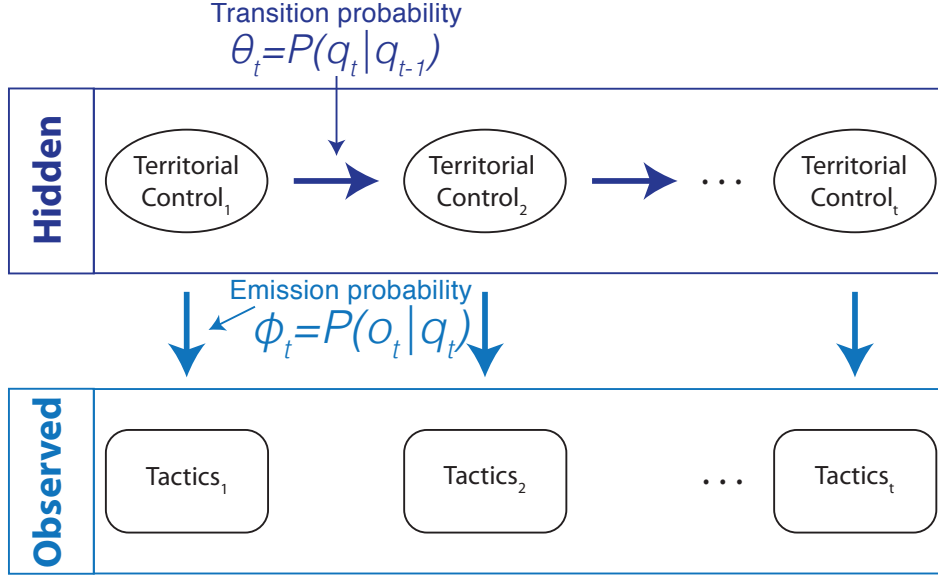 Transition probability
θₜ=P(qₜ|qₜ₋₁)
Hidden
Territorial
Control₁
Territorial
Control₂
. . .
Territorial
Controlₜ
Emission probability
ϕₜ=P(oₜ|qₜ)
Observed
Tactics₁
Tactics₂
. . .
Tacticsₜ